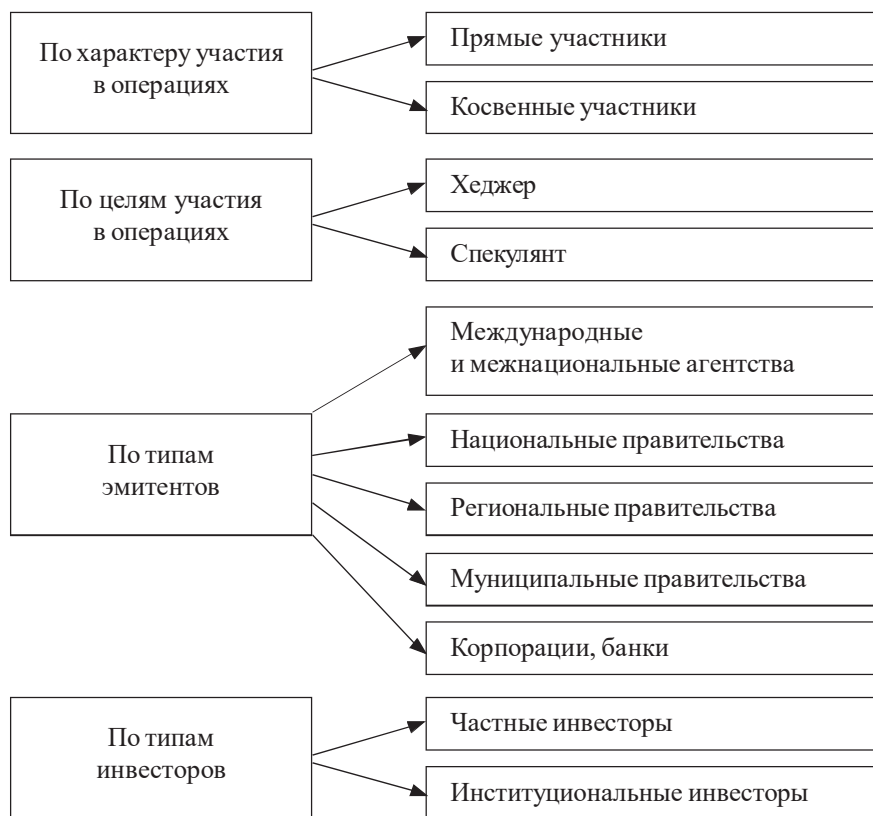 По характеру участия
в операциях
Прямые участники
Косвенные участники
По целям участия
в операциях
Хеджер
Спекулянт
По типам
эмитентов
Международные
и межнациональные агентства
Национальные правительства
Региональные правительства
Муниципальные правительства
Корпорации, банки
По типам
инвесторов
Частные инвесторы
Институциональные инвесторы